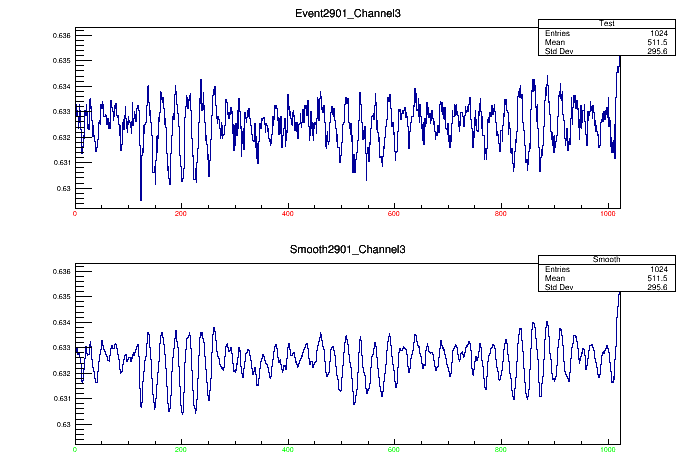 Event2901_Channel3
Test
Entries 1024
Mean 511.5
Std Dev 295.6
0.636
0.635
0.634
0.633
0.632
0.631
0.63
0 200 400 600 800 1000
Smooth2901_Channel3
Smooth
Entries 1024
Mean 511.5
Std Dev 295.6
0.636
0.635
0.634
0.633
0.632
0.631
0.63
0 200 400 600 800 1000